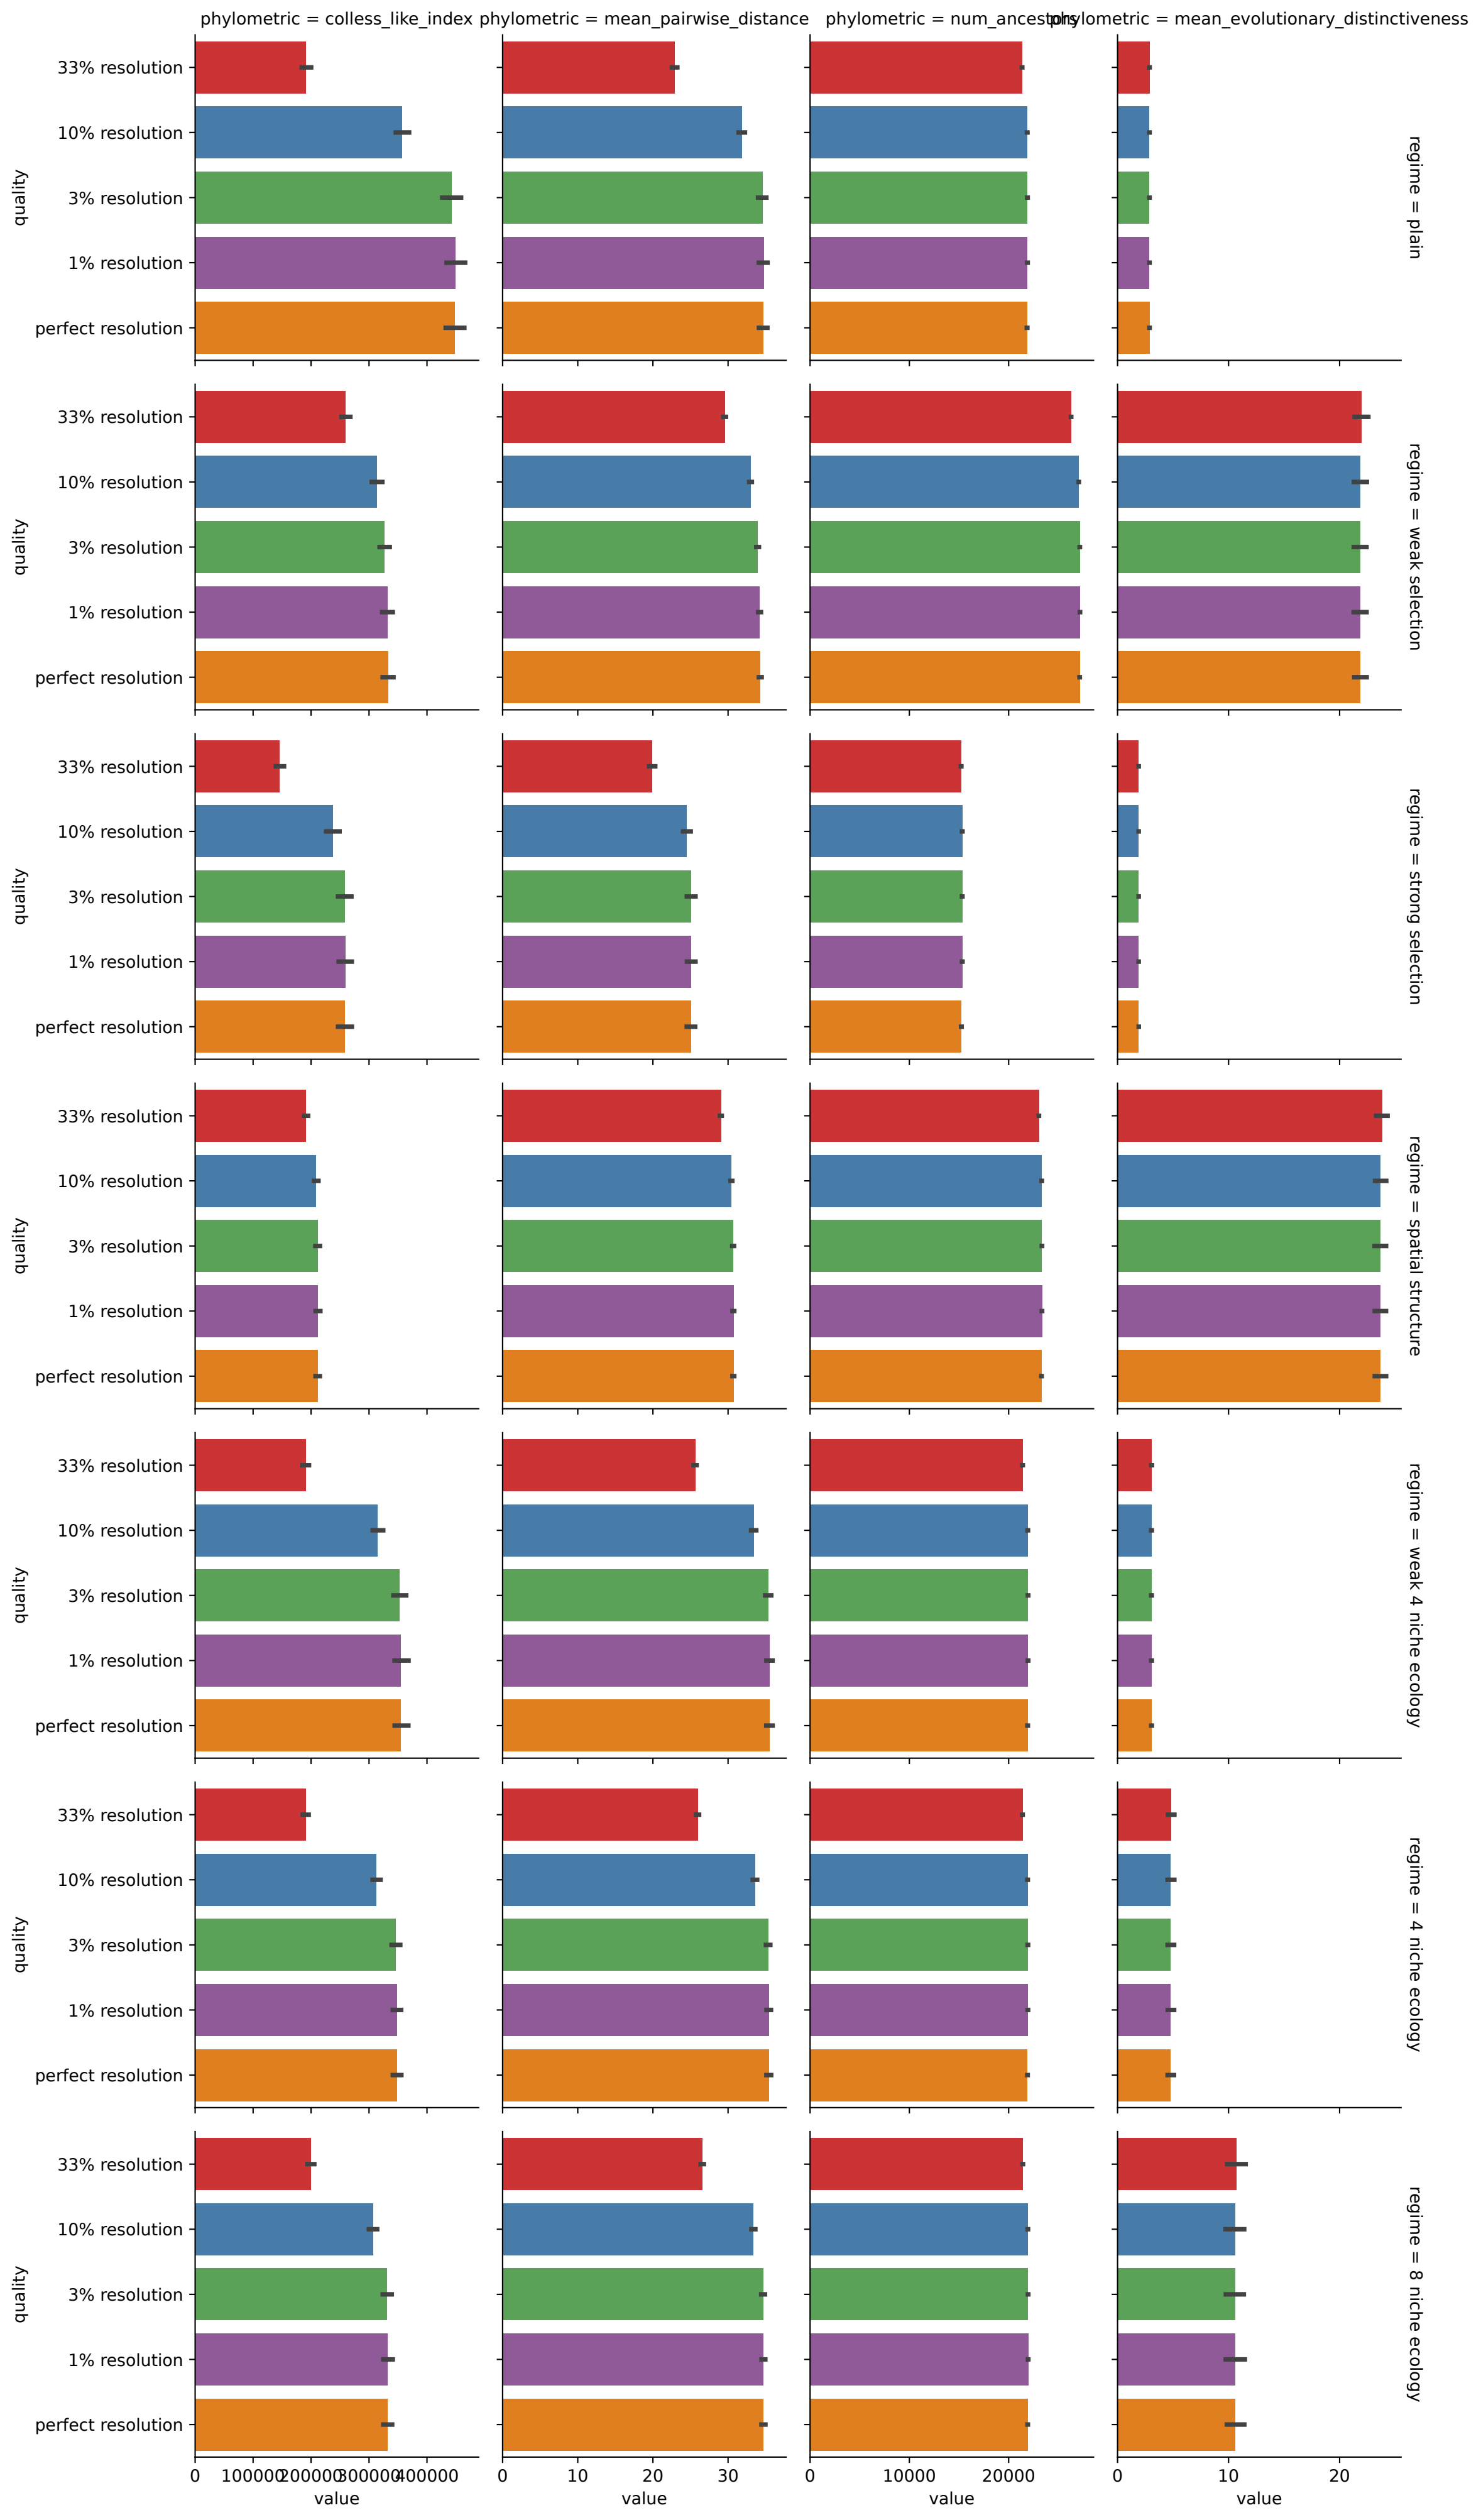 phylometric = colless_like_index
phylometric = mean_pairwise_distance
phylometric = num_ancestors
phylometric = mean_evolutionary_distinctiveness
quality
33% resolution
10% resolution
3% resolution
1% resolution
perfect resolution
regime = plain
quality
33% resolution
10% resolution
3% resolution
1% resolution
perfect resolution
regime = weak selection
quality
33% resolution
10% resolution
3% resolution
1% resolution
perfect resolution
regime = strong selection
quality
33% resolution
10% resolution
3% resolution
1% resolution
perfect resolution
regime = spatial structure
quality
33% resolution
10% resolution
3% resolution
1% resolution
perfect resolution
regime = weak 4 niche ecology
quality
33% resolution
10% resolution
3% resolution
1% resolution
perfect resolution
regime = 4 niche ecology
quality
33% resolution
10% resolution
3% resolution
1% resolution
perfect resolution
regime = 8 niche ecology
0 100000 200000 300000 400000
0 10 20 30
0 10000 20000
0 10 20
value
value
value
value